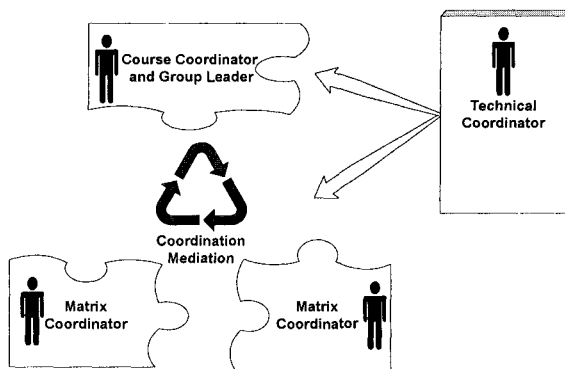 Course Coordinator
and Group Leader
Technical
Coordinator
Coordination
Mediation
Matrix
Coordinator
Matrix
Coordinator